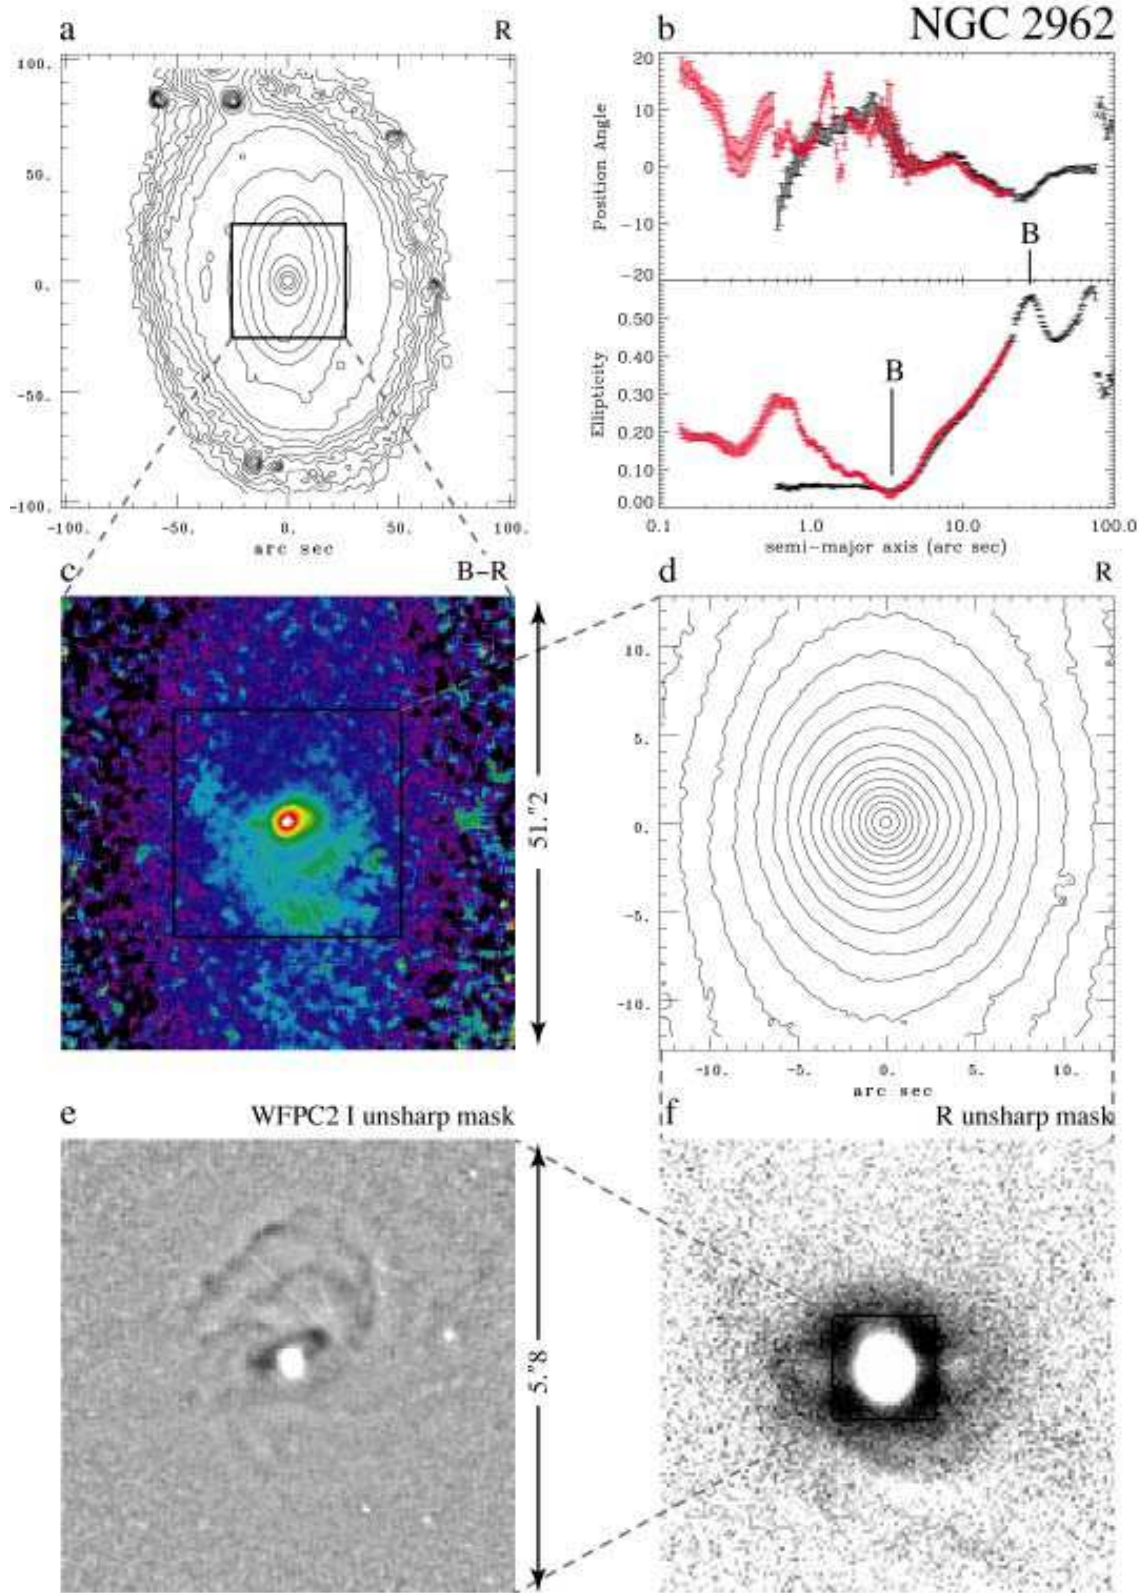 NGC 2962
a R
100.
50.
0.
-50.
-100.
-100. -50. 0. 50. 100.
arc sec
b
20
10
0
-10
-20
Position Angle
B
0.50
0.40
0.30
0.20
0.10
0.00
Ellipticity
B
0.1 1.0 10.0 100.0
semi-major axis (arc sec)
c B-R
51."2
d R
10.
5.
0.
-5.
-10.
-10. -5. 0. 5. 10.
arc sec
e WFPC2 I unsharp mask
5."8
f R unsharp mask